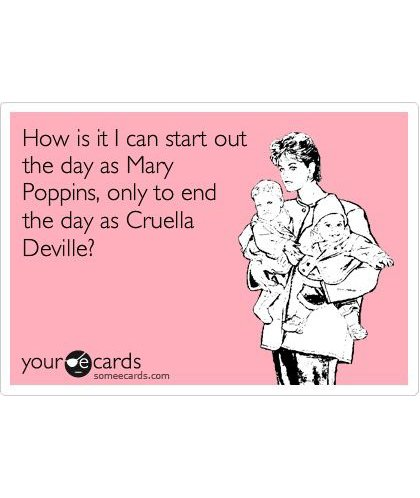 How is it I can start out
the day as Mary
Poppins, only to end
the day as Cruella
Deville?
your e cards
someecards.com